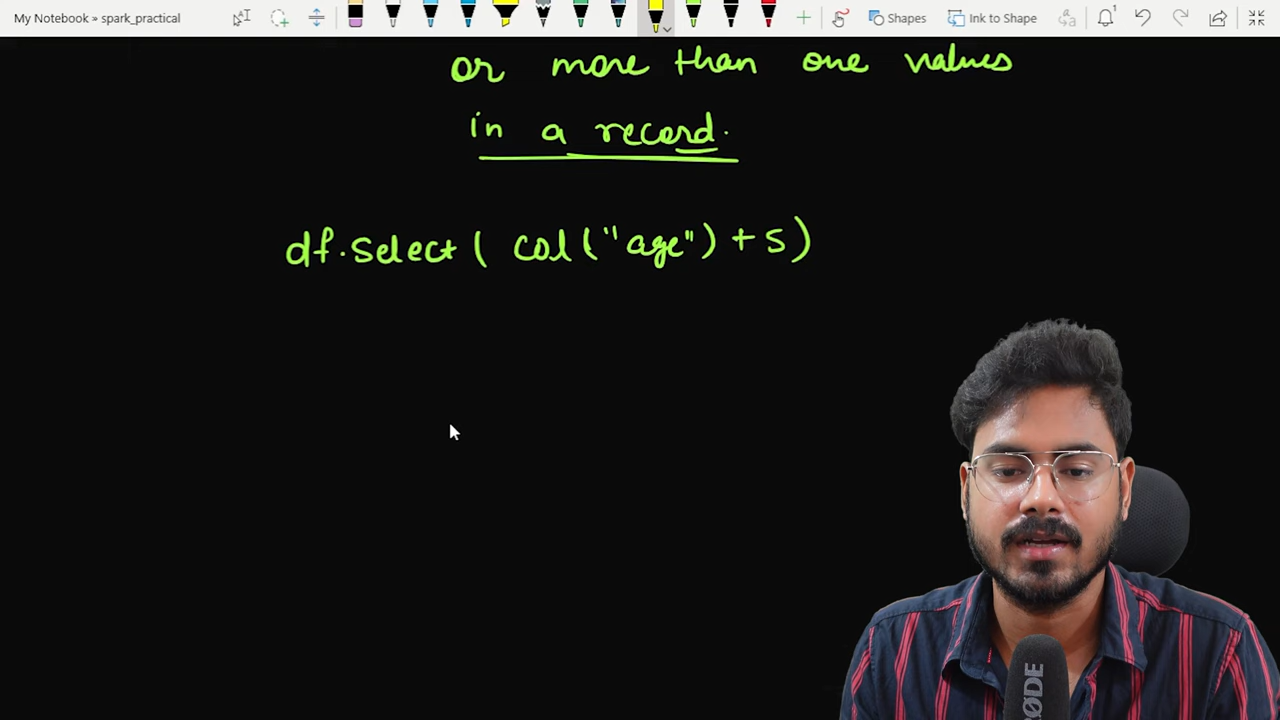 My Notebook » spark_practical
Shapes
Ink to Shape
or more than one values
in a record.
df.select( col("age") + 5)
RØDE